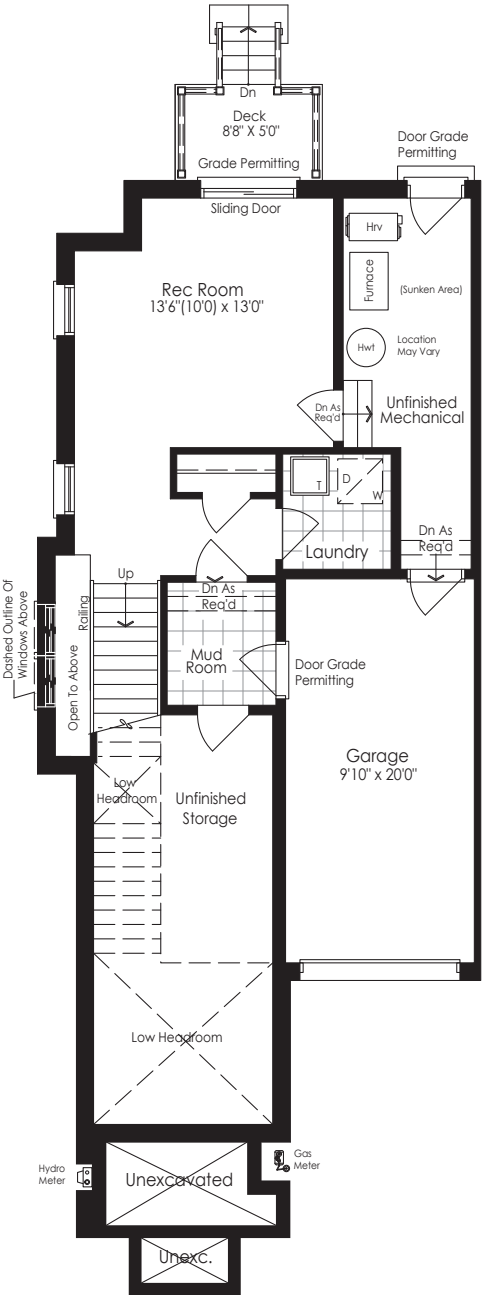 Dn
Deck
8'8" X 5'0"
Grade Permitting
Sliding Door
Door Grade
Permitting
Hrv
Furnace
(Sunken Area)
Hwt
Location
May Vary
Rec Room
13'6"(10'0) x 13'0"
Dn As
Req'd
Unfinished
Mechanical
T
D
W
Laundry
Dn As
Req'd
Up
Dn As
Req'd
Mud
Room
Door Grade
Permitting
Dashed Outline Of
Windows Above
Open To Above
Railing
Garage
9'10" x 20'0"
Low
Headroom
Unfinished
Storage
Low Headroom
Hydro
Meter
Unexcavated
Gas
Meter
Unexc.